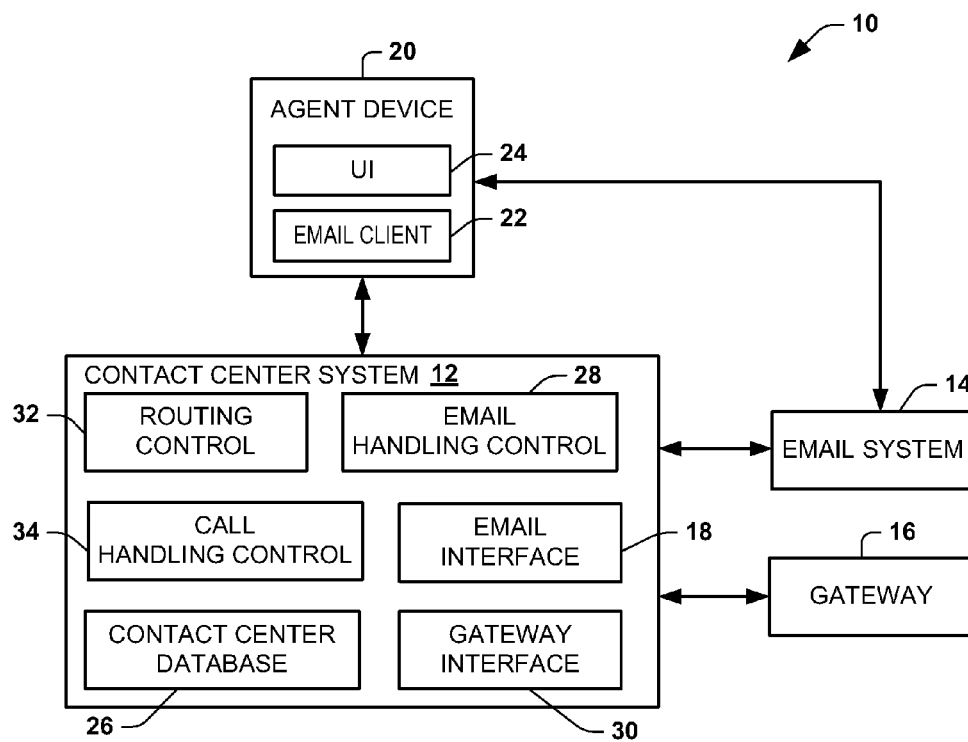 10
20
AGENT DEVICE
UI
24
EMAIL CLIENT
22
CONTACT CENTER SYSTEM 12
28
32
ROUTING
CONTROL
EMAIL
HANDLING CONTROL
14
EMAIL SYSTEM
34
CALL
HANDLING CONTROL
EMAIL
INTERFACE
18
16
GATEWAY
CONTACT CENTER
DATABASE
GATEWAY
INTERFACE
26
30